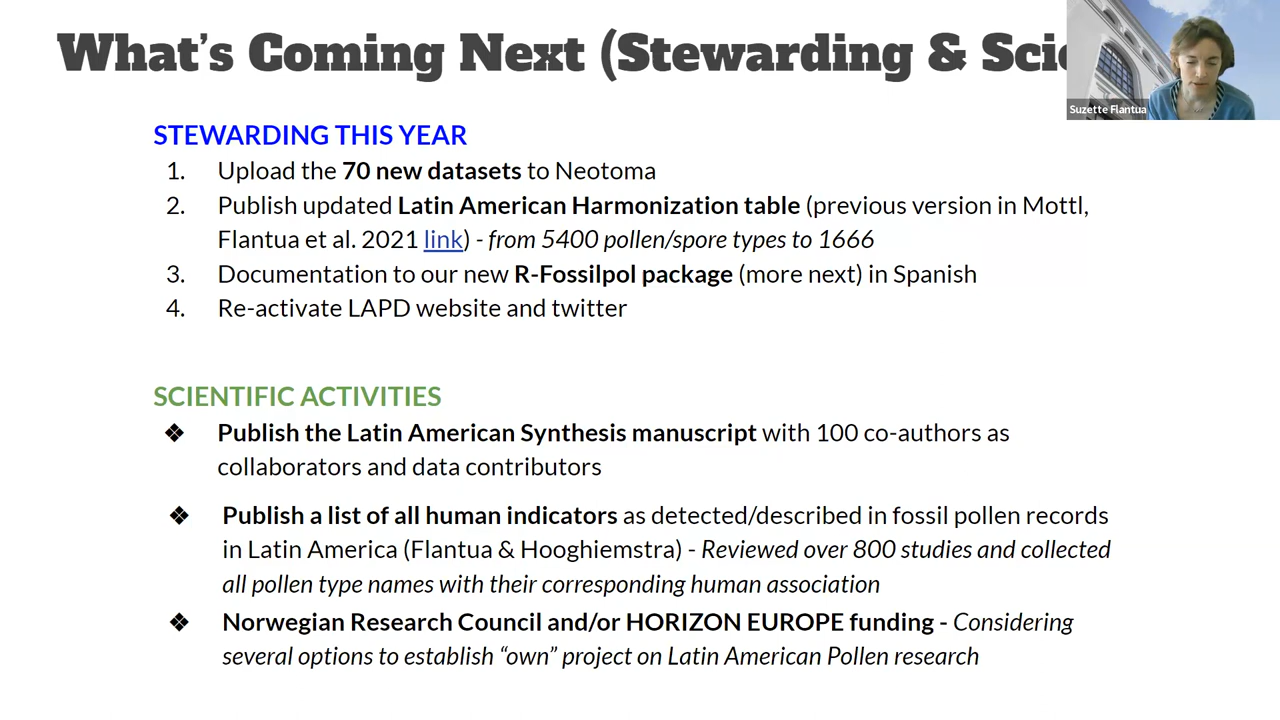 What's Coming Next (Stewarding &
Suzette Flantua
STEWARDING THIS YEAR
1. Upload the 70 new datasets to Neotoma
2. Publish updated Latin American Harmonization table (previous version in Mottl,
Flantua et al. 2021 link) - from 5400 pollen/spore types to 1666
3. Documentation to our new R-Fossilpol package (more next) in Spanish
4. Re-activate LAPD website and twitter
SCIENTIFIC ACTIVITIES
❖ Publish the Latin American Synthesis manuscript with 100 co-authors as
collaborators and data contributors
❖ Publish a list of all human indicators as detected/described in fossil pollen records
in Latin America (Flantua & Hooghiemstra) - Reviewed over 800 studies and collected
all pollen type names with their corresponding human association
❖ Norwegian Research Council and/or HORIZON EUROPE funding - Considering
several options to establish “own” project on Latin American Pollen research